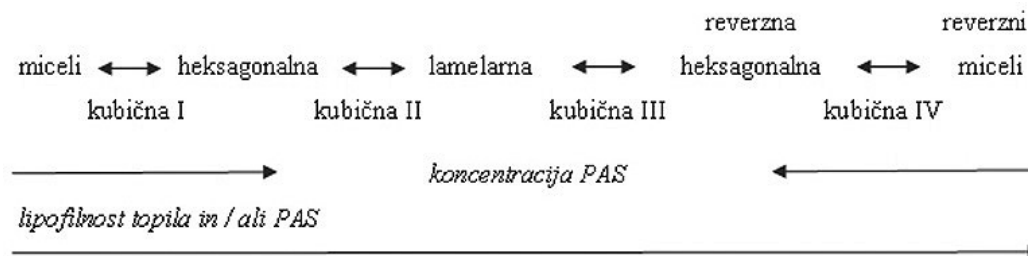 reverzna reverzni
miceli heksagonalna lamelarna heksagonalna miceli
kubična I kubična II kubična III kubična IV
koncentracija PAS
lipofilnost topila in / ali PAS